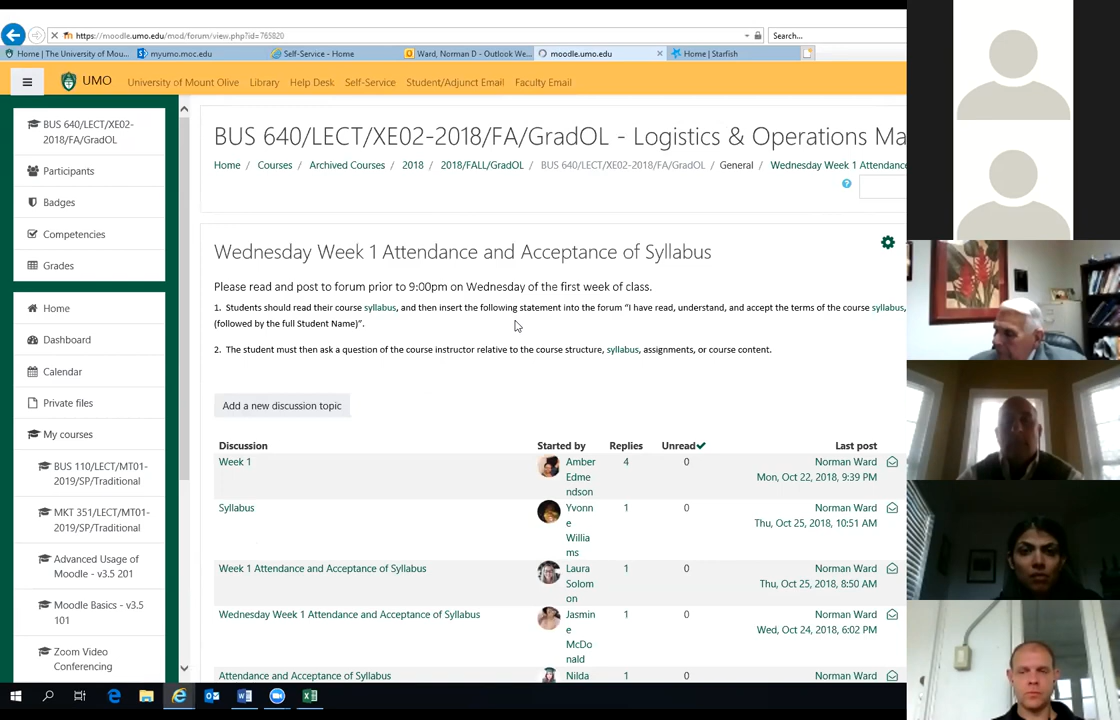 https://moodle.umo.edu/mod/forum/view.php?id=765820
Search...
Home | The University of Mou...
myumo.moc.edu
Self-Service - Home
Ward, Norman D - Outlook We...
moodle.umo.edu
Home | Starfish
UMO
University of Mount Olive
Library
Help Desk
Self-Service
Student/Adjunct Email
Faculty Email
BUS 640/LECT/XE02-
2018/FA/GradOL
Participants
Badges
Competencies
Grades
Home
Dashboard
Calendar
Private files
My courses
BUS 110/LECT/MT01-
2019/SP/Traditional
MKT 351/LECT/MT01-
2019/SP/Traditional
Advanced Usage of
Moodle - v3.5 201
Moodle Basics - v3.5
101
Zoom Video
Conferencing
BUS 640/LECT/XE02-2018/FA/GradOL - Logistics & Operations Ma
Home / Courses / Archived Courses / 2018 / 2018/FALL/GradOL / BUS 640/LECT/XE02-2018/FA/GradOL / General / Wednesday Week 1 Attendance
Wednesday Week 1 Attendance and Acceptance of Syllabus
Please read and post to forum prior to 9:00pm on Wednesday of the first week of class.
1. Students should read their course syllabus, and then insert the following statement into the forum "I have read, understand, and accept the terms of the course syllabus,
(followed by the full Student Name)".
2. The student must then ask a question of the course instructor relative to the course structure, syllabus, assignments, or course content.
Add a new discussion topic
Discussion Started by Replies Unread Last post
Week 1 Amber 4 0 Norman Ward
Edme Mon, Oct 22, 2018, 9:39 PM
ndson
Syllabus Yvonn 1 0 Norman Ward
e Thu, Oct 25, 2018, 10:51 AM
Willia
ms
Week 1 Attendance and Acceptance of Syllabus Laura 1 0 Norman Ward
Solom Thu, Oct 25, 2018, 8:50 AM
on
Wednesday Week 1 Attendance and Acceptance of Syllabus Jasmin 1 0 Norman Ward
e Wed, Oct 24, 2018, 6:02 PM
McDo
nald
Attendance and Acceptance of Syllabus Nilda 1 0 Norman Ward